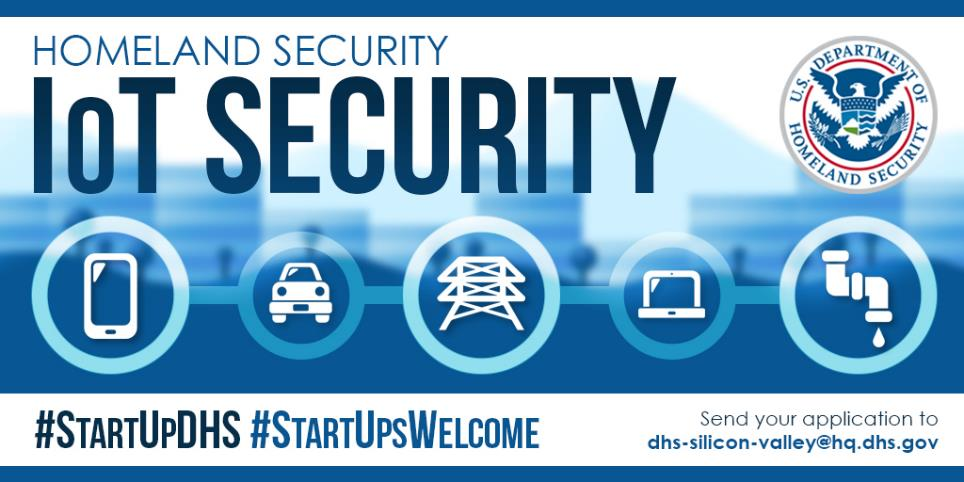 HOMELAND SECURITY
IoT SECURITY
U.S. DEPARTMENT OF
HOMELAND SECURITY
#StartUpDHS #StartUpsWelcome
Send your application to
dhs-silicon-valley@hq.dhs.gov